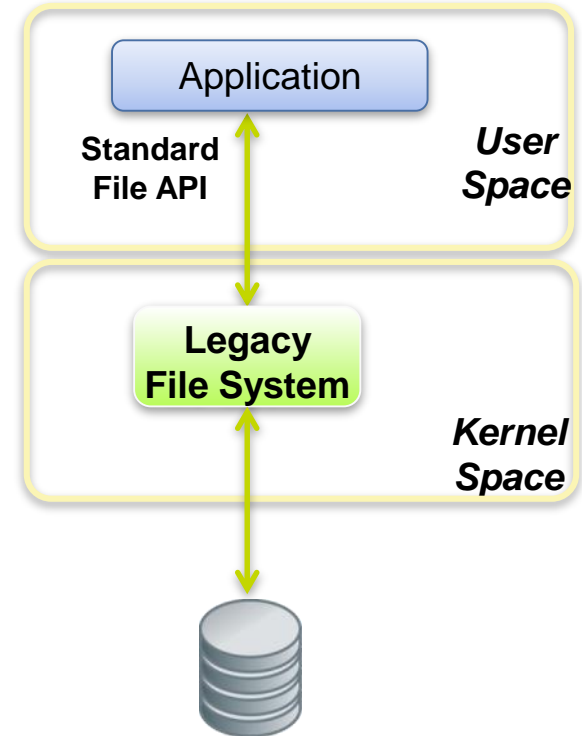 Application
Standard
File API
User
Space
Legacy
File System
Kernel
Space